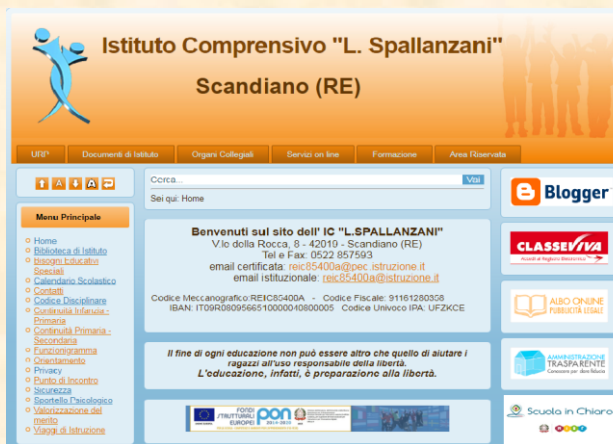 Istituto Comprensivo "L. Spallanzani"
Scandiano (RE)
URP
Documenti di Istituto
Organi Collegiali
Servizi on line
Formazione
Area Riservata
Cerca...
Vai
Sei qui: Home
Menu Principale
Home
Biblioteca di Istituto
Bisogni Educativi
Speciali
Calendario Scolastico
Contatti
Codice Disciplinare
Continuità Infanzia -
Primaria
Continuità Primaria -
Secondaria
Funzionigramma
Orientamento
Privacy
Punto di Incontro
Sicurezza
Sportello Psicologico
Valorizzazione del
merito
Viaggi di Istruzione
Benvenuti sul sito dell' IC "L.SPALLANZANI"
V.le della Rocca, 8 - 42019 - Scandiano (RE)
Tel e Fax: 0522 857593
email certificata: reic85400a@pec.istruzione.it
email istituzionale: reic85400a@istruzione.it
Codice Meccanografico:REIC85400A - Codice Fiscale: 91161280358
IBAN: IT09R0809566510000040800005 Codice Univoco IPA: UFZKCE
Il fine di ogni educazione non può essere altro che quello di aiutare i
ragazzi all'uso responsabile della libertà.
L'educazione, infatti, è preparazione alla libertà.
FONDI
STRUTTURALI
EUROPEI
pon
2014-2020
Blogger
CLASSEVIVA
ALBO ONLINE
PUBBLICITÀ LEGALE
AMMINISTRAZIONE
TRASPARENTE
Scuola in Chiaro